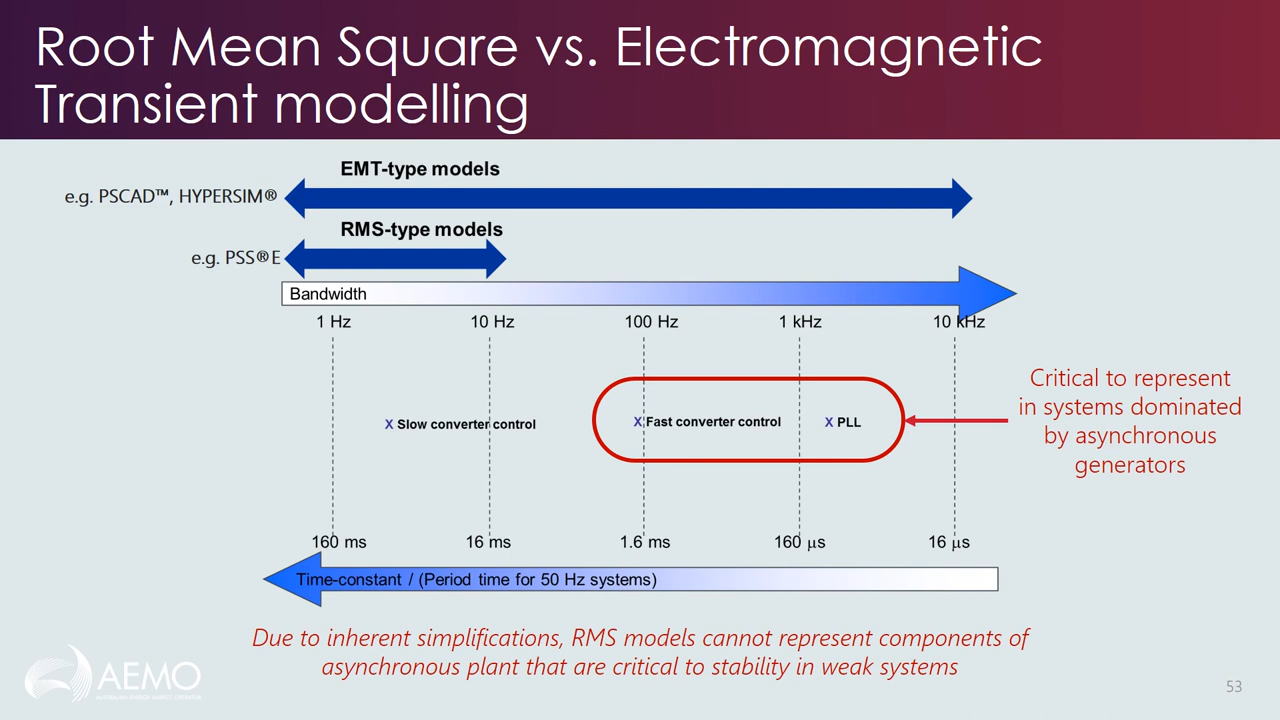 Root Mean Square vs. Electromagnetic
Transient modelling
EMT-type models
e.g. PSCAD™, HYPERSIM®
RMS-type models
e.g. PSS®E
Bandwidth
1 Hz
10 Hz
100 Hz
1 kHz
10 kHz
X Slow converter control
X Fast converter control
X PLL
Critical to represent
in systems dominated
by asynchronous
generators
160 ms
16 ms
1.6 ms
160 μs
16 μs
Time-constant / (Period time for 50 Hz systems)
Due to inherent simplifications, RMS models cannot represent components of
asynchronous plant that are critical to stability in weak systems
AEMO
AUSTRALIAN ENERGY MARKET OPERATOR
53